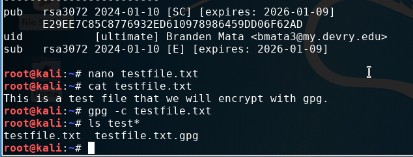 pub   rsa3072 2024-01-10 [SC] [expires: 2026-01-09]
      E29EE7C85C8776932ED610978986459DD06F62AD
uid           [ultimate] Branden Mata <bmata3@my.devry.edu>
sub   rsa3072 2024-01-10 [E] [expires: 2026-01-09]
root@kali:~# nano testfile.txt
root@kali:~# cat testfile.txt
This is a test file that we will encrypt with gpg.
root@kali:~# gpg -c testfile.txt
root@kali:~# ls test*
testfile.txt  testfile.txt.gpg
root@kali:~#